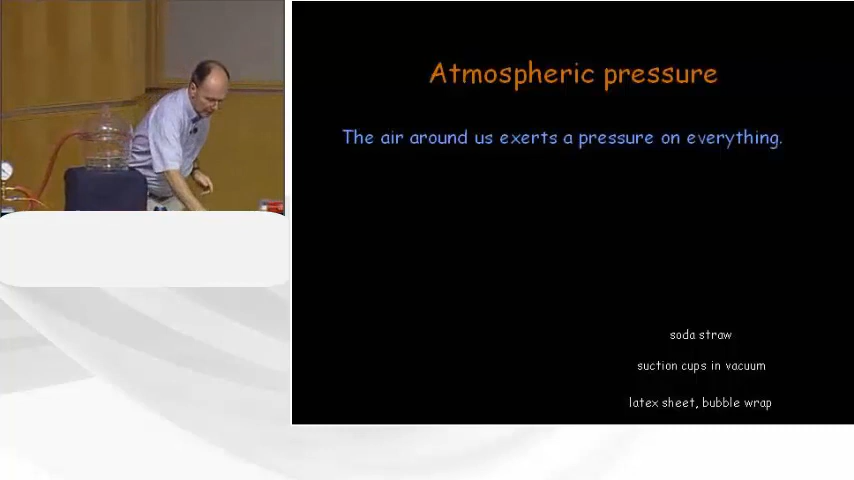 Atmospheric pressure
The air around us exerts a pressure on everything.
soda straw
suction cups in vacuum
latex sheet, bubble wrap